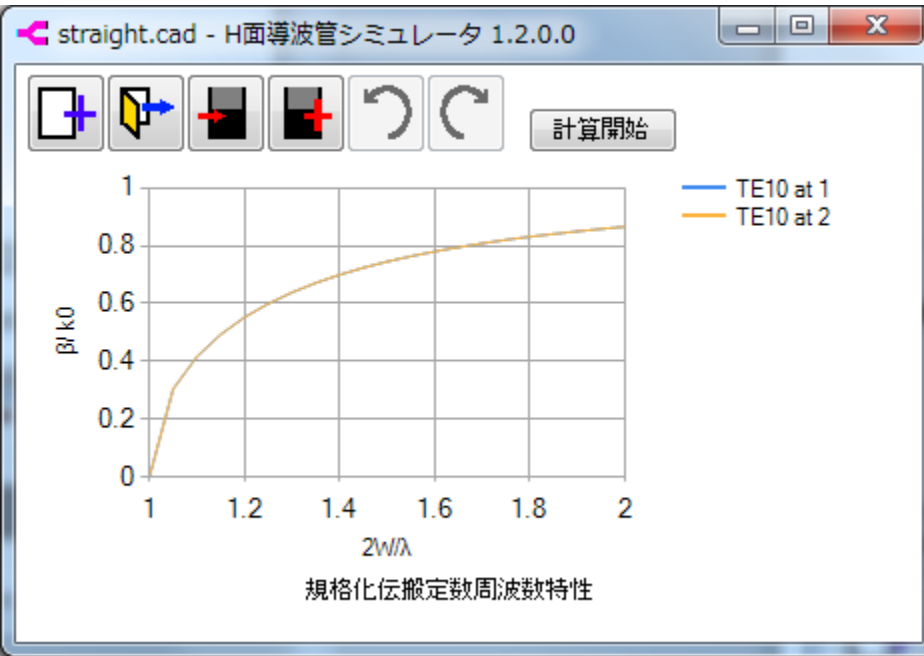 straight.cad - H面導波管シミュレータ 1.2.0.0
計算開始
TE10 at 1
TE10 at 2
1
0.8
0.6
0.4
0.2
0
β/ k0
1 1.2 1.4 1.6 1.8 2
2W/λ
規格化伝搬定数周波数特性